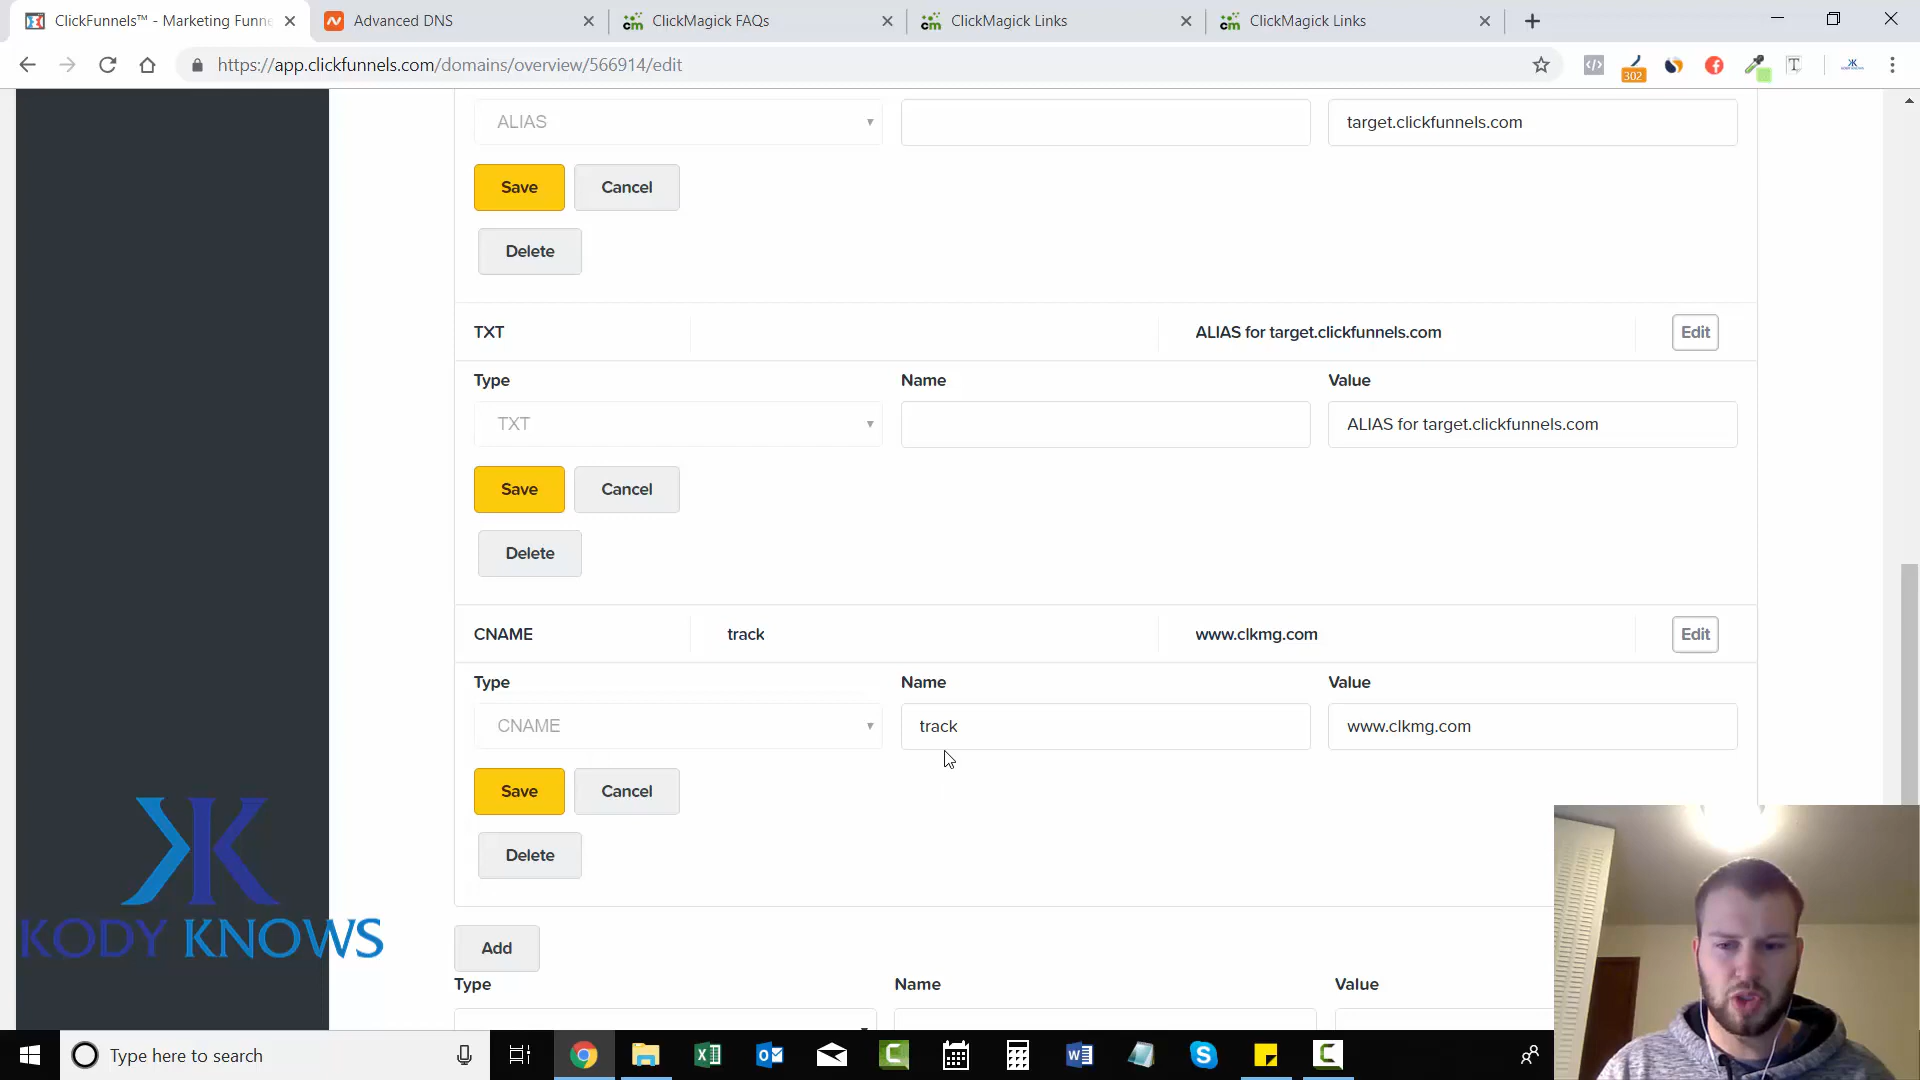 ClickFunnels™ - Marketing Funne
Advanced DNS
ClickMagick FAQs
ClickMagick Links
ClickMagick Links
https://app.clickfunnels.com/domains/overview/566914/edit
302
ALIAS
target.clickfunnels.com
Save
Cancel
Delete
TXT
ALIAS for target.clickfunnels.com
Edit
Type
Name
Value
TXT
ALIAS for target.clickfunnels.com
Save
Cancel
Delete
CNAME
track
www.clkmg.com
Edit
Type
Name
Value
CNAME
track
www.clkmg.com
Save
Cancel
Delete
KODY KNOWS
Add
Type
Name
Value
Type here to search